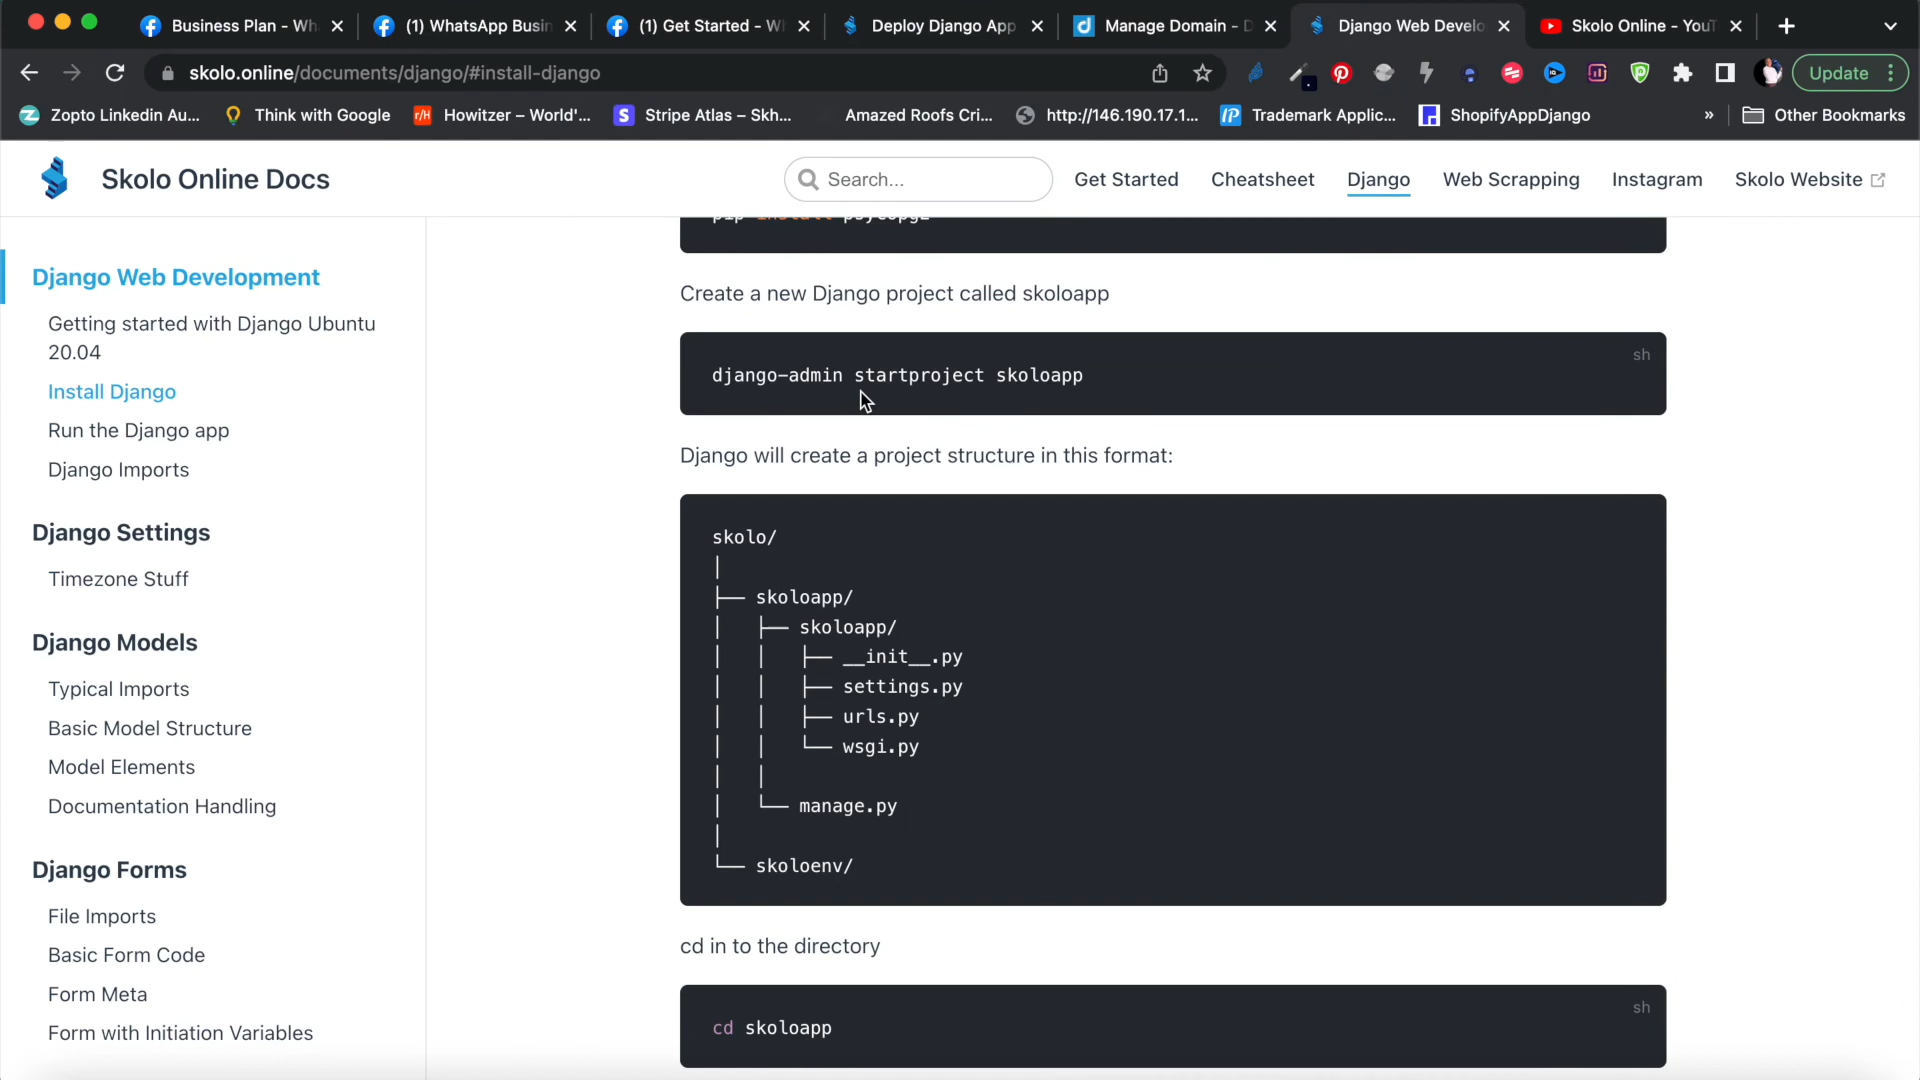 Business Plan - Wh
(1) WhatsApp Busin
(1) Get Started - W
Deploy Django App
Manage Domain - D
Django Web Develo
Skolo Online - YouT
skolo.online/documents/django/#install-django
Update
Zopto Linkedin Au...
Think with Google
Howitzer – World'...
Stripe Atlas – Skh...
Amazed Roofs Cri...
http://146.190.17.1...
Trademark Applic...
ShopifyAppDjango
»
Other Bookmarks
Skolo Online Docs
Search...
Get Started
Cheatsheet
Django
Web Scrapping
Instagram
Skolo Website
Django Web Development
Getting started with Django Ubuntu
20.04
Install Django
Run the Django app
Django Imports
Django Settings
Timezone Stuff
Django Models
Typical Imports
Basic Model Structure
Model Elements
Documentation Handling
Django Forms
File Imports
Basic Form Code
Form Meta
Form with Initiation Variables
pip install psycopg2
Create a new Django project called skoloapp
sh
django-admin startproject skoloapp
Django will create a project structure in this format:
skolo/
│
├── skoloapp/
│   ├── skoloapp/
│   │   ├── __init__.py
│   │   ├── settings.py
│   │   ├── urls.py
│   │   └── wsgi.py
│   │
│   └── manage.py
│
└── skoloenv/
cd in to the directory
sh
cd skoloapp